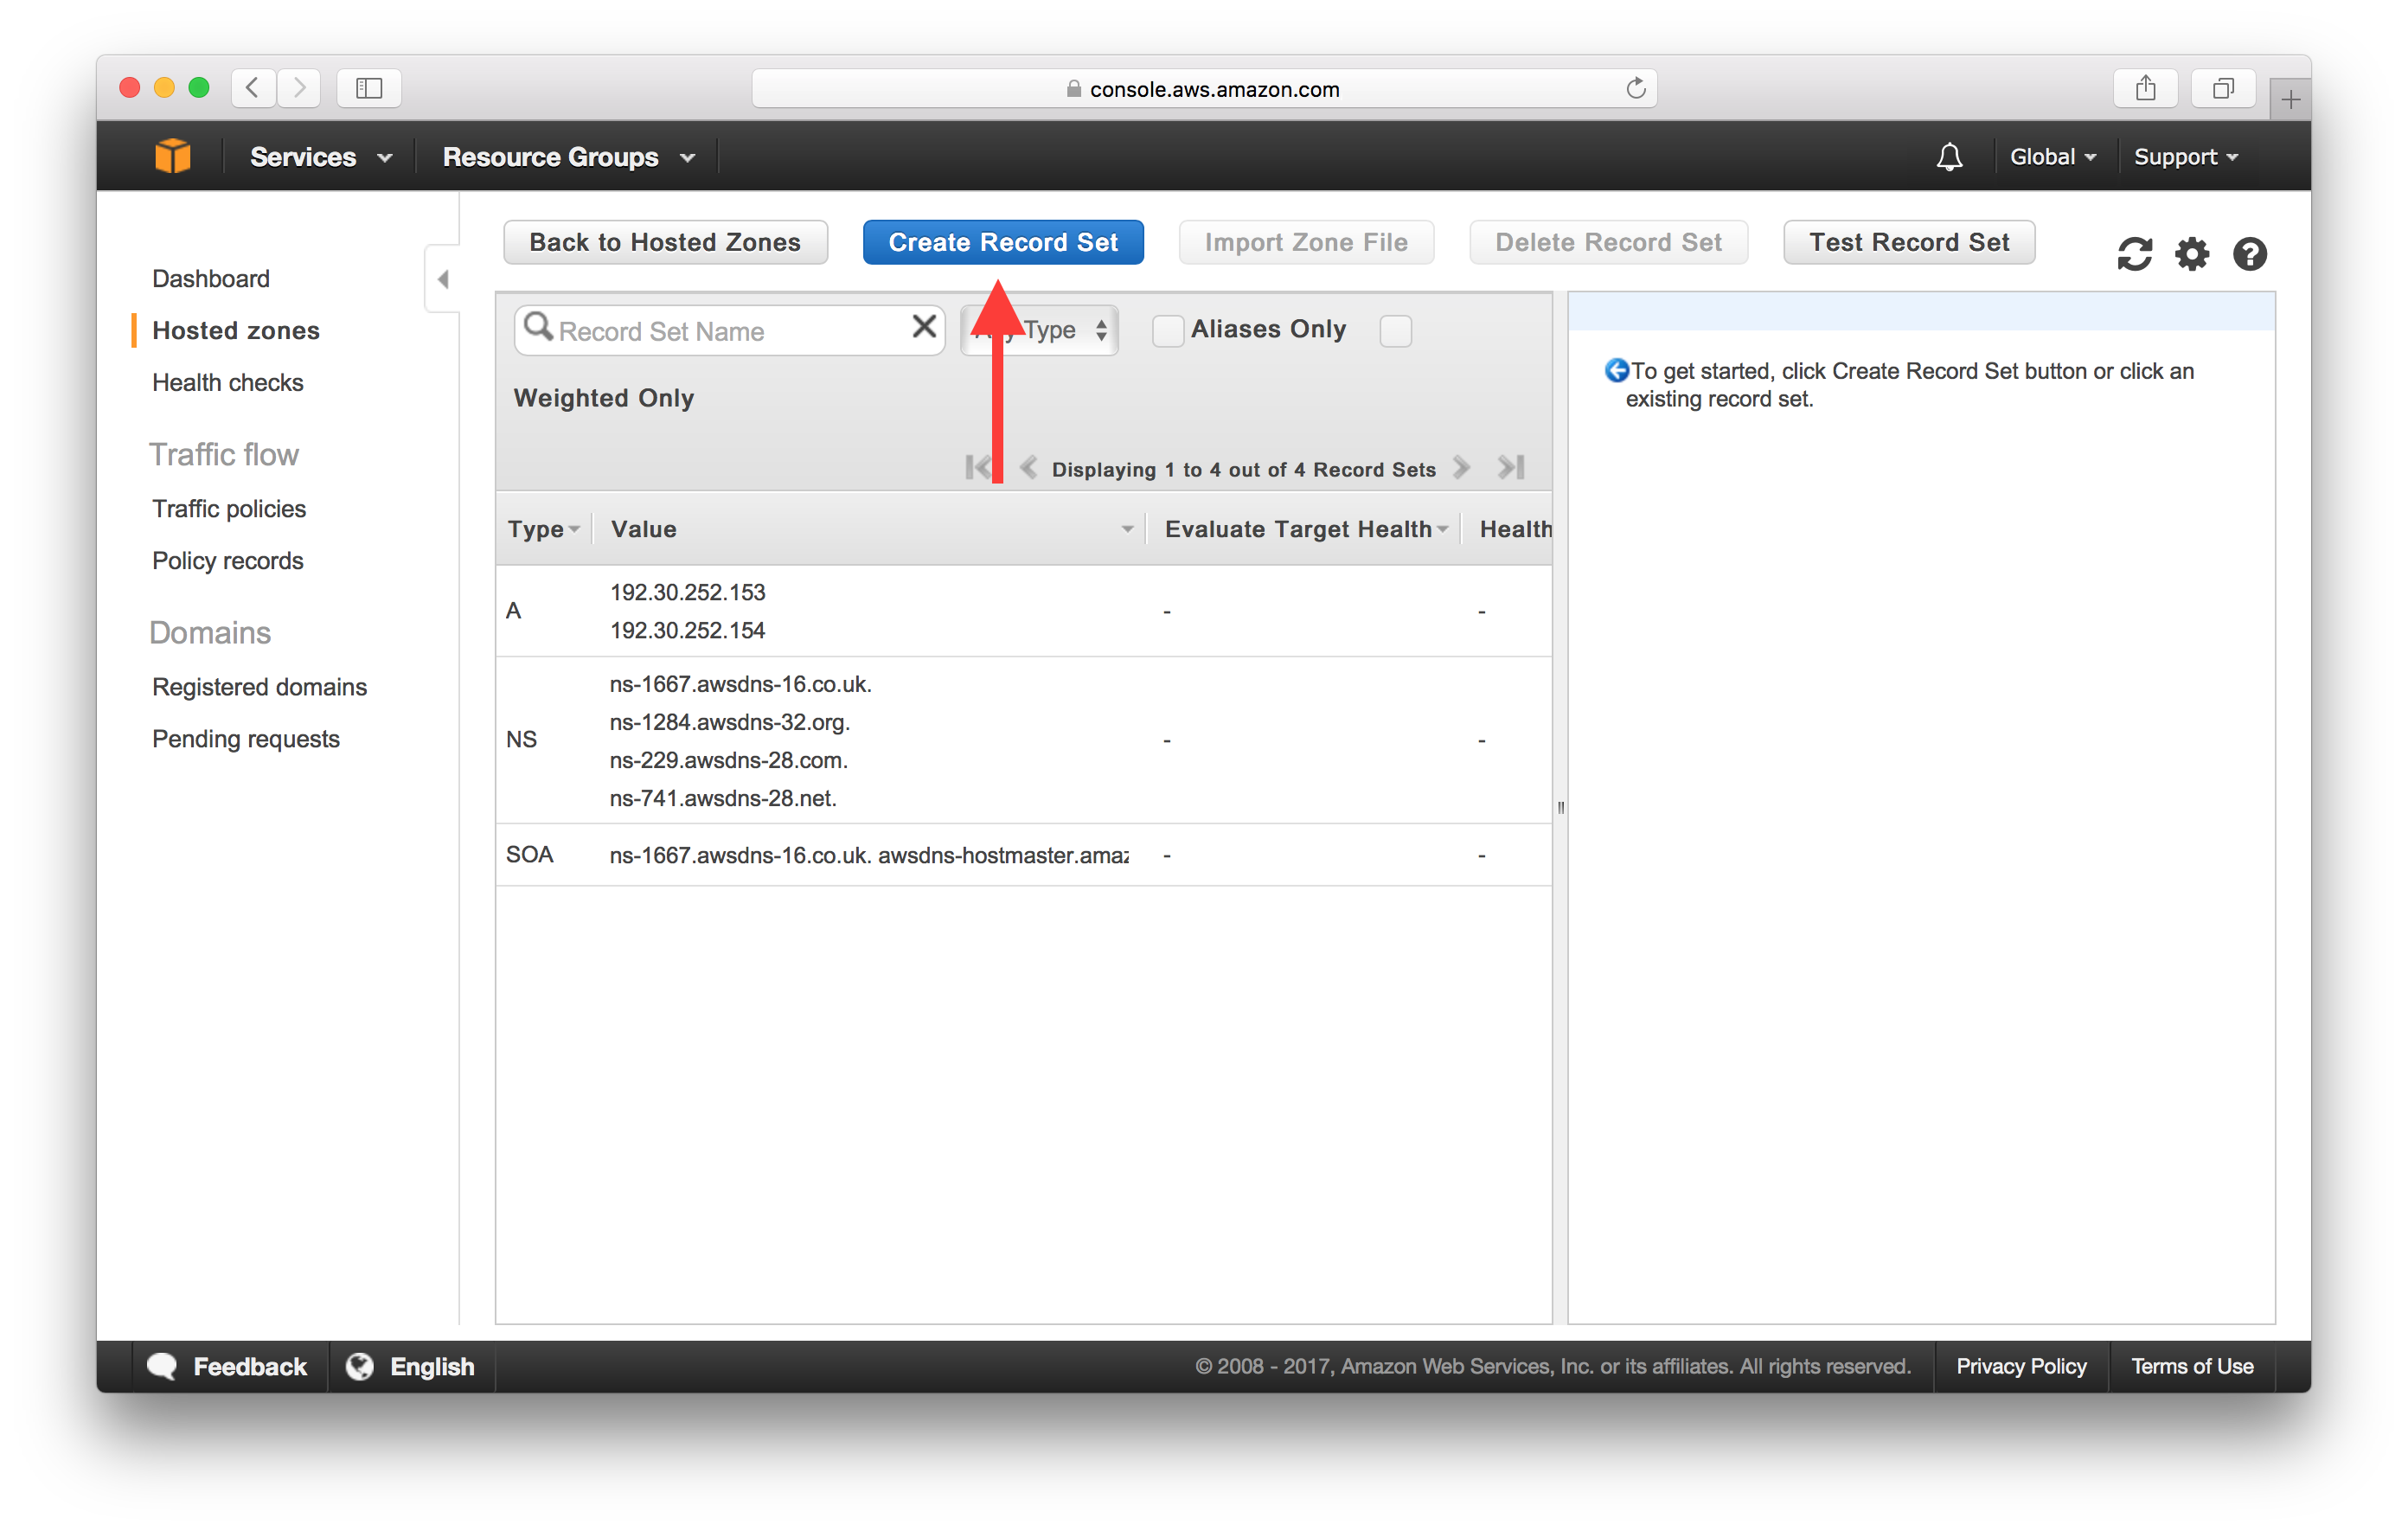 console.aws.amazon.com
Services
Resource Groups
Global
Support
Dashboard
Hosted zones
Health checks
Traffic flow
Traffic policies
Policy records
Domains
Registered domains
Pending requests
Back to Hosted Zones
Create Record Set
Import Zone File
Delete Record Set
Test Record Set
Record Set Name
Any Type
Aliases Only
Weighted Only
Displaying 1 to 4 out of 4 Record Sets
Type Value Evaluate Target Health Health
A
192.30.252.153
192.30.252.154
-
-
NS
ns-1667.awsdns-16.co.uk.
ns-1284.awsdns-32.org.
ns-229.awsdns-28.com.
ns-741.awsdns-28.net.
-
-
SOA ns-1667.awsdns-16.co.uk. awsdns-hostmaster.amaz - -
To get started, click Create Record Set button or click an
existing record set.
Feedback
English
© 2008 - 2017, Amazon Web Services, Inc. or its affiliates. All rights reserved.
Privacy Policy
Terms of Use